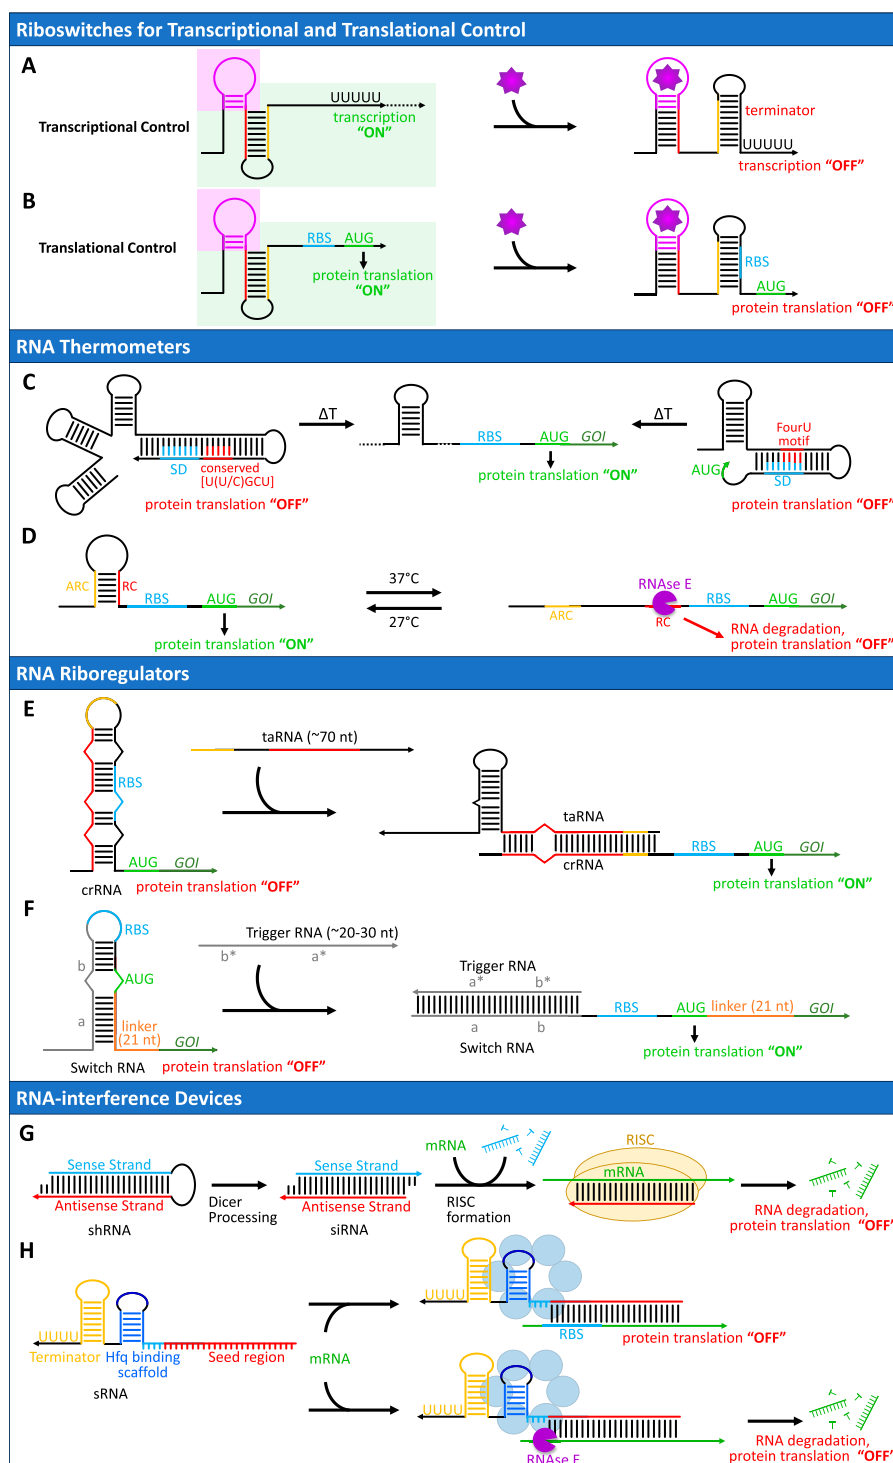 Riboswitches for Transcriptional and Translational Control
A
Transcriptional Control
UUUUU
transcription
“ON”
terminator
UUUUU
transcription “OFF”
B
Translational Control
RBS AUG
protein translation
“ON”
RBS
AUG
protein translation “OFF”
RNA Thermometers
C
SD
conserved
[U(U/C)GCU]
protein translation “OFF”
ΔT
RBS AUG GOI
protein translation “ON”
ΔT
FourU
motif
AUG
SD
protein translation “OFF”
D
ARC RC
RBS AUG GOI
protein translation “ON”
37°C
27°C
RNAse E
ARC
RC
RBS AUG GOI
RNA degradation,
protein translation “OFF”
RNA Riboregulators
E
RBS
AUG GOI
crRNA
protein translation “OFF”
taRNA (~70 nt)
taRNA
crRNA
RBS AUG GOI
protein translation “ON”
F
RBS
b
AUG
a
linker
(21 nt)
GOI
Switch RNA
protein translation “OFF”
Trigger RNA (~20-30 nt)
b* a*
Trigger RNA
a* b*
a b
Switch RNA
RBS AUG linker (21 nt) GOI
protein translation “ON”
RNA-interference Devices
G
Sense Strand
Antisense Strand
shRNA
Dicer
Processing
Sense Strand
Antisense Strand
siRNA
mRNA
RISC
formation
RISC
mRNA
RNA degradation,
protein translation “OFF”
H
UUUU
Terminator
Hfq binding
scaffold
Seed region
sRNA
mRNA
UUUU
RBS
protein translation “OFF”
UUUU
RNAse E
RNA degradation,
protein translation “OFF”